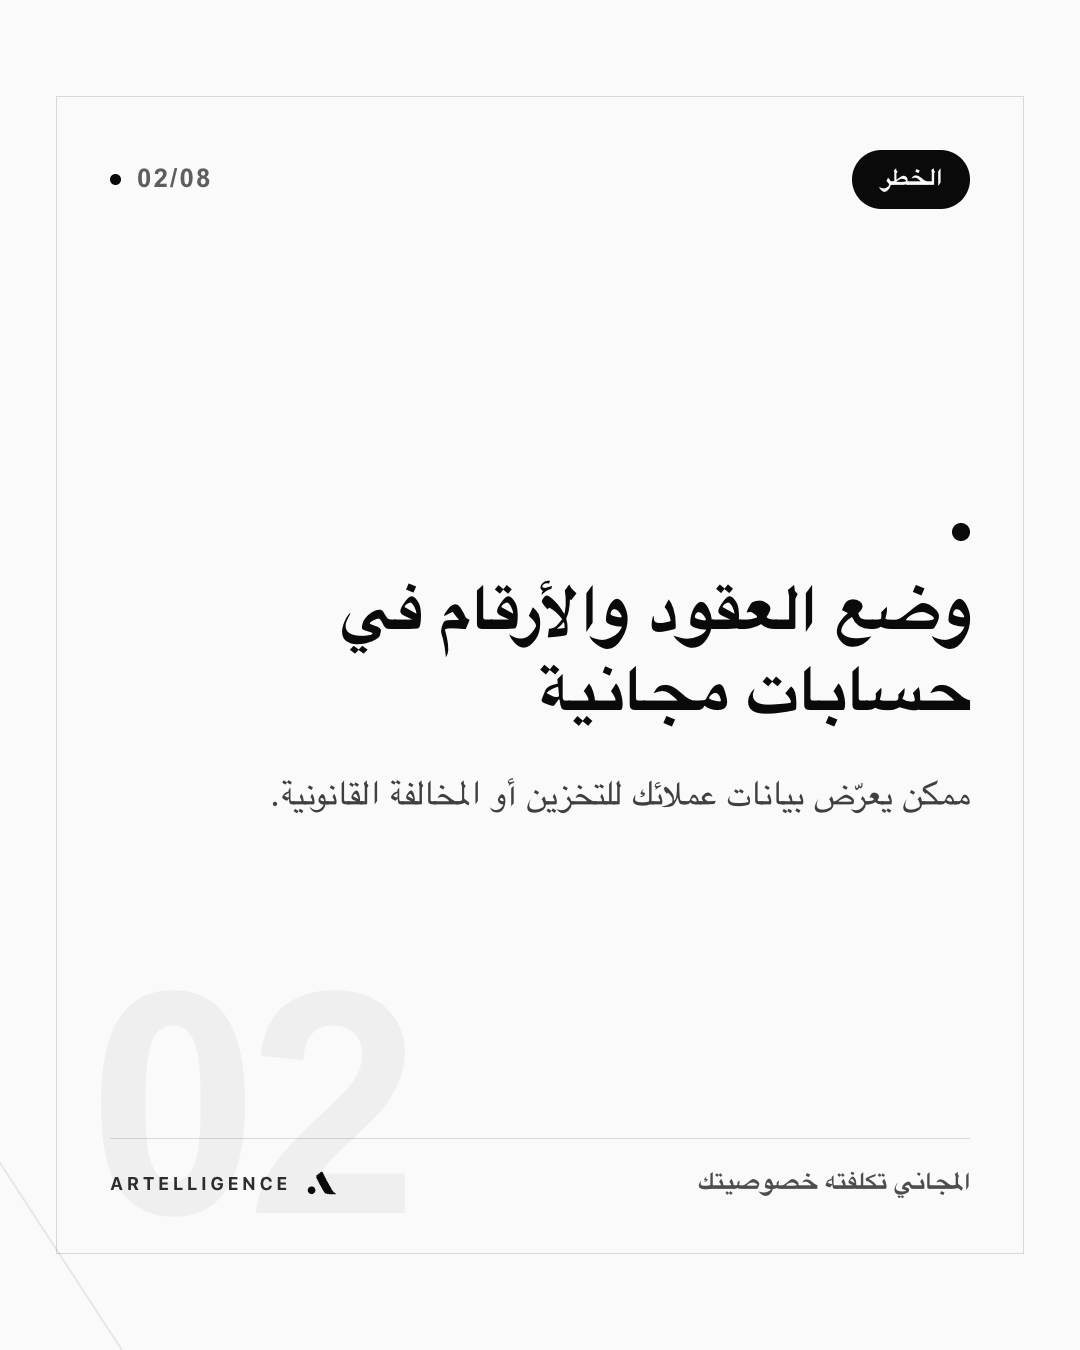 الخطر
02/08
وضع العقود والأرقام في
حسابات مجانية
ممكن يعرّض بيانات عملائك للتخزين أو المخالفة القانونية.
02
المجاني تكلفته خصوصيتك
ARTELLIGENCE